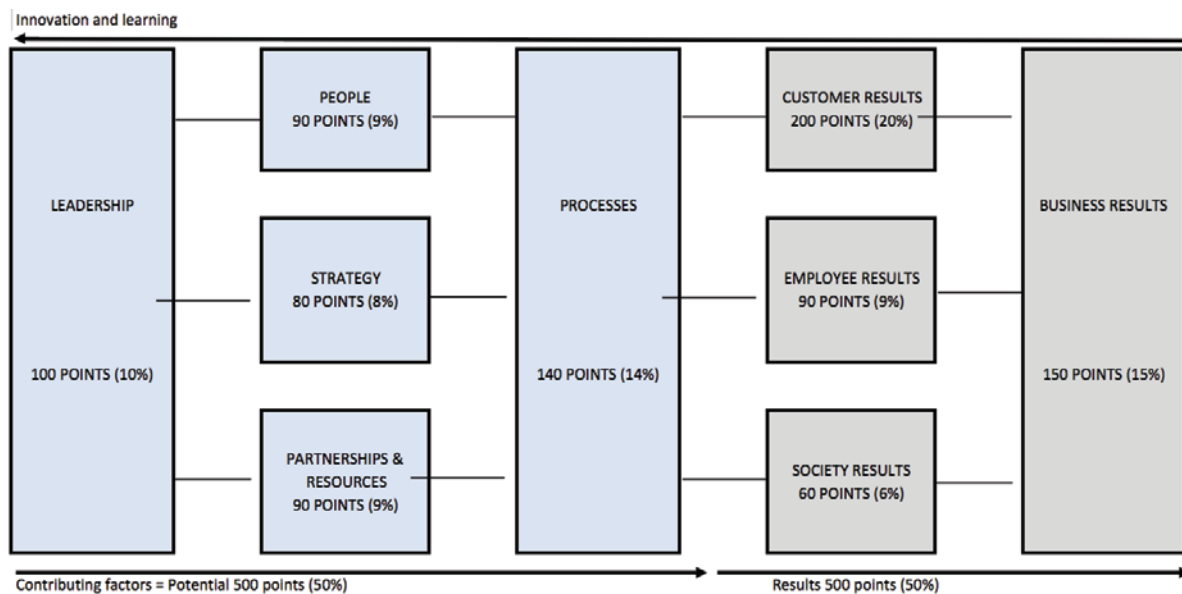 Innovation and learning
LEADERSHIP
100 POINTS (10%)
PEOPLE
90 POINTS (9%)
STRATEGY
80 POINTS (8%)
PARTNERSHIPS &
RESOURCES
90 POINTS (9%)
PROCESSES
140 POINTS (14%)
CUSTOMER RESULTS
200 POINTS (20%)
EMPLOYEE RESULTS
90 POINTS (9%)
SOCIETY RESULTS
60 POINTS (6%)
BUSINESS RESULTS
150 POINTS (15%)
Contributing factors = Potential 500 points (50%)
Results 500 points (50%)